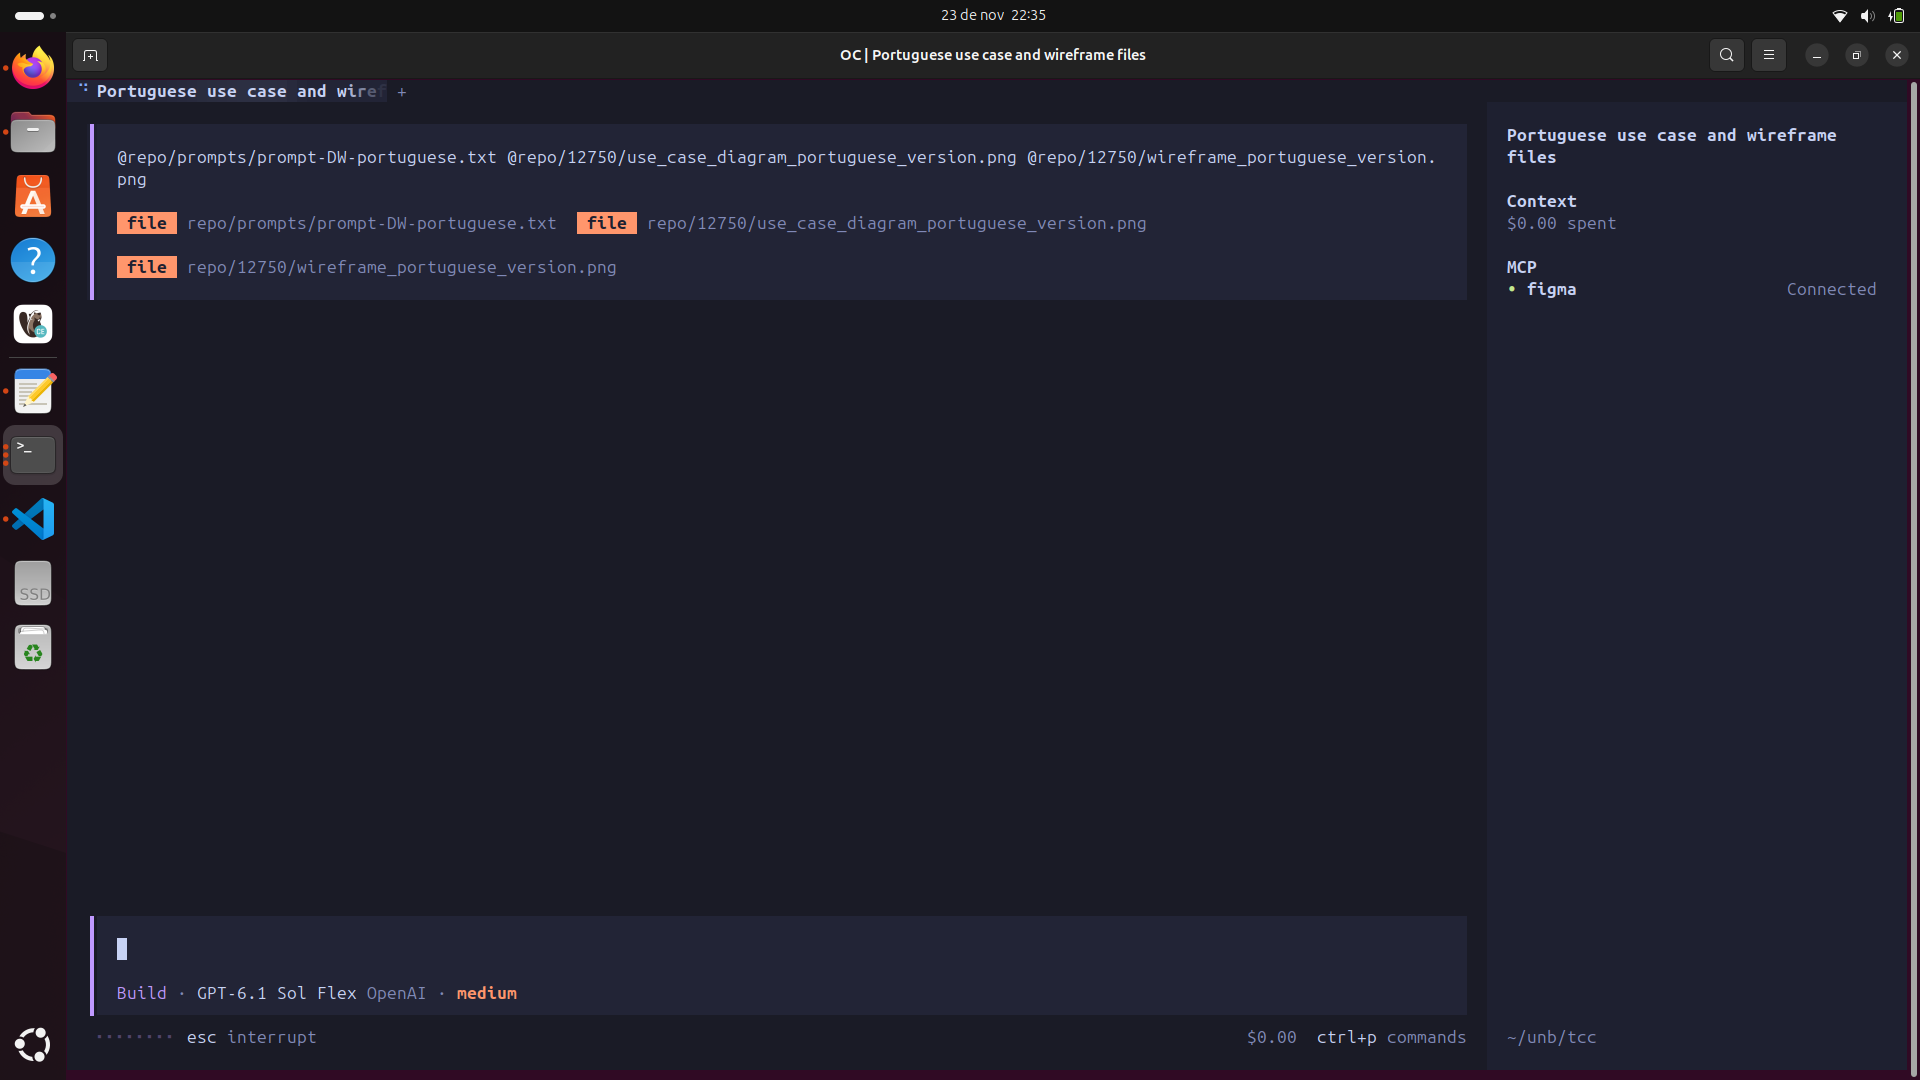 23 de nov 22:35
OC | Portuguese use case and wireframe files
Portuguese use case and wiref +
@repo/prompts/prompt-DW-portuguese.txt @repo/12750/use_case_diagram_portuguese_version.png @repo/12750/wireframe_portuguese_version.
png
file repo/prompts/prompt-DW-portuguese.txt file repo/12750/use_case_diagram_portuguese_version.png
file repo/12750/wireframe_portuguese_version.png
Portuguese use case and wireframe
files
Context
$0.00 spent
MCP
• figma Connected
SSD
Build · GPT-6.1 Sol Flex OpenAI · medium
esc interrupt $0.00 ctrl+p commands
~/unb/tcc